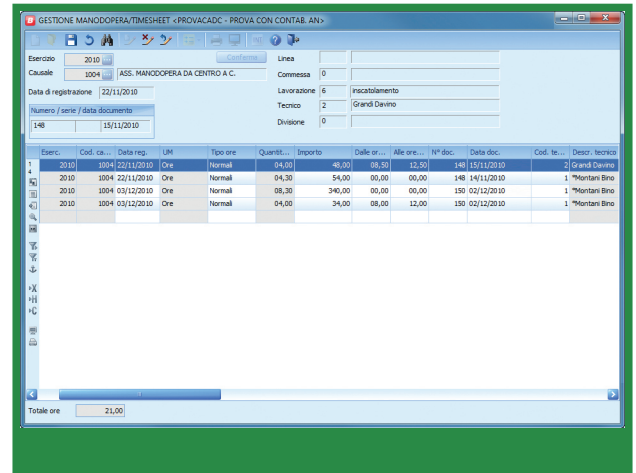 GESTIONE MANODOPERA/TIMESHEET <PROVACADC - PROVA CON CONTAB. AN>
Esercizio 2010 Conferma Linea
Causale 1004 ASS. MANODOPERA DA CENTRO A C. Commessa 0
Data di registrazione 22/11/2010 Lavorazione 6 inscatolamento
Tecnico 2 Grandi Davino
Numero / serie / data documento
148 15/11/2010 Divisione 0
Eserc. Cod. ca... Data reg. UM Tipo ore Quantit... Importo Dalle or... Alle ore... N° doc. Data doc. Cod. te... Descr. tecnico
1 2010 1004 22/11/2010 Ore Normali 04,00 48,00 08,50 12,50 148 15/11/2010 2 Grandi Davino
4 2010 1004 22/11/2010 Ore Normali 04,30 54,00 00,00 00,00 148 14/11/2010 1 *Montani Bino
2010 1004 03/12/2010 Ore Normali 08,30 340,00 00,00 00,00 150 02/12/2010 1 *Montani Bino
2010 1004 03/12/2010 Ore Normali 04,00 34,00 08,00 12,00 150 02/12/2010 1 *Montani Bino
Totale ore 21,00